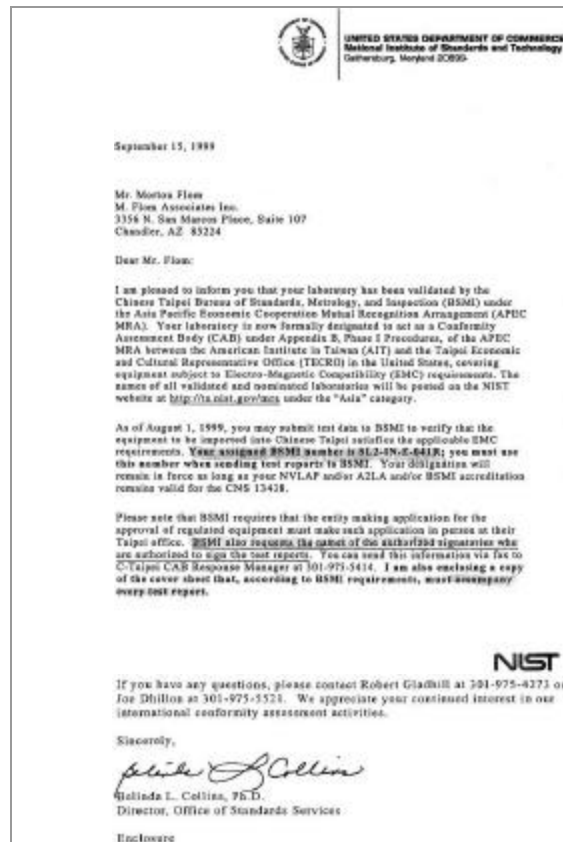 UNITED STATES DEPARTMENT OF COMMERCE
National Institute of Standards and Technology
Gaithersburg, Maryland 20899-
September 15, 1999
Mr. Morton Flom
M. Flom Associates Inc.
3356 N. San Marcos Place, Suite 107
Chandler, AZ 85224
Dear Mr. Flom:
I am pleased to inform you that your laboratory has been validated by the
Chinese Taipei Bureau of Standards, Metrology, and Inspection (BSMI) under
the Asia Pacific Economic Cooperation Mutual Recognition Arrangement (APEC
MRA). Your laboratory is now formally designated to act as a Conformity
Assessment Body (CAB) under Appendix B, Phase I Procedures, of the APEC
MRA between the American Institute in Taiwan (AIT) and the Taipei Economic
and Cultural Representative Office (TECRO) in the United States, covering
equipment subject to Electro-Magnetic Compatibility (EMC) requirements. The
names of all validated and nominated laboratories will be posted on the NIST
website at http://ts.nist.gov/mra under the "Asia" category.
As of August 1, 1999, you may submit test data to BSMI to verify that the
equipment to be imported into Chinese Taipei satisfies the applicable EMC
requirements. Your assigned BSMI number is SL2-IN-E-041R; you must use
this number when sending test reports to BSMI. Your designation will
remain in force as long as your NVLAP and/or A2LA and/or BSMI accreditation
remains valid for the CNS 13438.
Please note that BSMI requires that the entity making application for the
approval of regulated equipment must make such application in person at their
Taipei office. BSMI also requests the names of the authorized signatories who
are authorized to sign the test reports. You can send this information via fax to
C-Taipei CAB Response Manager at 301-975-5414. I am also enclosing a copy
of the cover sheet that, according to BSMI requirements, must accompany
every test report.
NIST
If you have any questions, please contact Robert Gladhill at 301-975-4273 or
Joe Dhillon at 301-975-5521. We appreciate your continued interest in our
international conformity assessment activities.
Sincerely,
Belinda L. Collins
Belinda L. Collins, Ph.D.
Director, Office of Standards Services
Enclosure